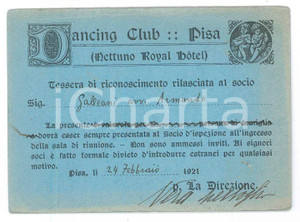 Dancing Club :: Pisa
(Nettuno Royal Hôtel)
Tessera di riconoscimento rilasciata al socio
Sig. Galeani Armando
La presente
dovrà esser sempre presentata al Socio d'ispezione all'ingresso
della sala di riunione. - Non sono ammessi inviti. Ai signori
soci è fatto formale divieto d'introdurre estranei per qualsiasi
motivo.
Pisa, li 24 Febbraio 1921
p. La Direzione.